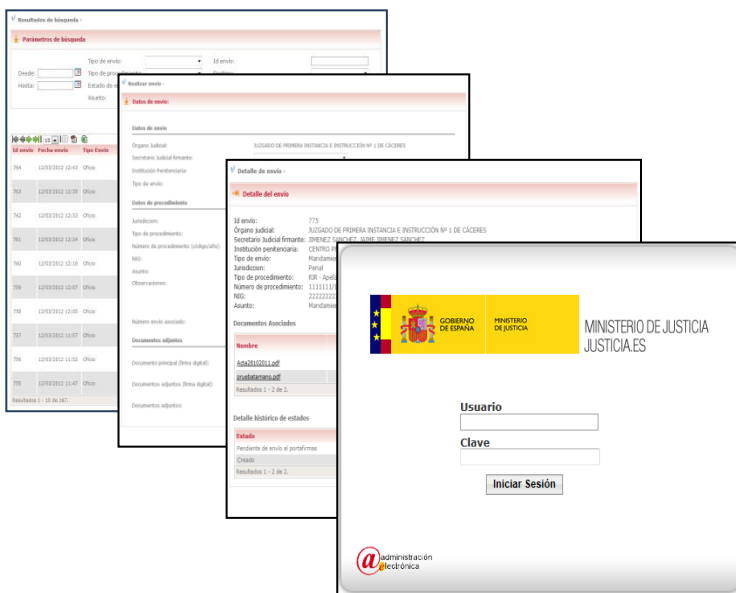 Resultados de búsqueda
Parámetros de búsqueda
Tipo de envío:
Id envío:
Desde:
Hasta:
Asunto:
10
Id envío Fecha envío Tipo Envío
764 12/03/2012 12:43 Oficio
763 12/03/2012 12:35 Oficio
762 12/03/2012 12:33 Oficio
761 12/03/2012 12:24 Oficio
760 12/03/2012 12:18 Oficio
759 12/03/2012 12:07 Oficio
758 12/03/2012 12:05 Oficio
757 12/03/2012 11:57 Oficio
756 12/03/2012 11:52 Oficio
755 12/03/2012 11:47 Oficio
Resultados 1 - 10 de 167.
Realizar envío
Datos de envío:
Datos de envío
Órgano Judicial: JUZGADO DE PRIMERA INSTANCIA E INSTRUCCIÓN Nº 1 DE CÁCERES
Secretario Judicial firmante:
Institución Penitenciaria:
Tipo de envío:
Datos de procedimiento
Jurisdiccion:
Tipo de procedimiento:
Número de procedimiento (código/año):
NIG:
Asunto:
Observaciones:
Número envío asociado:
Documentos adjuntos
Documento principal (firma digital):
Documentos adjuntos (firma digital):
Documentos adjuntos:
Detalle de envío
Detalle del envío
Id envío: 775
Órgano judicial: JUZGADO DE PRIMERA INSTANCIA E INSTRUCCIÓN Nº 1 DE CÁCERES
Secretario Judicial firmante: JIMENEZ SANCHEZ, JAIME JIMENEZ SANCHEZ
Institución penitenciaria: CENTRO
Tipo de envío:
Jurisdiccion: Penal
Tipo de procedimiento:
Número de procedimiento: 1111111/1
NIG: 22222222
Asunto:
Documentos Asociados
Nombre
Acta28102011.pdf
pruebatamano.pdf
Resultados 1 - 2 de 2.
Detalle histórico de estados
Estado
Pendiente de envío al portafirmas
Creado
Resultados 1 - 2 de 2.
GOBIERNO DE ESPAÑA
MINISTERIO DE JUSTICIA
MINISTERIO DE JUSTICIA
JUSTICIA.ES
Usuario
Clave
Iniciar Sesión
administración
electrónica